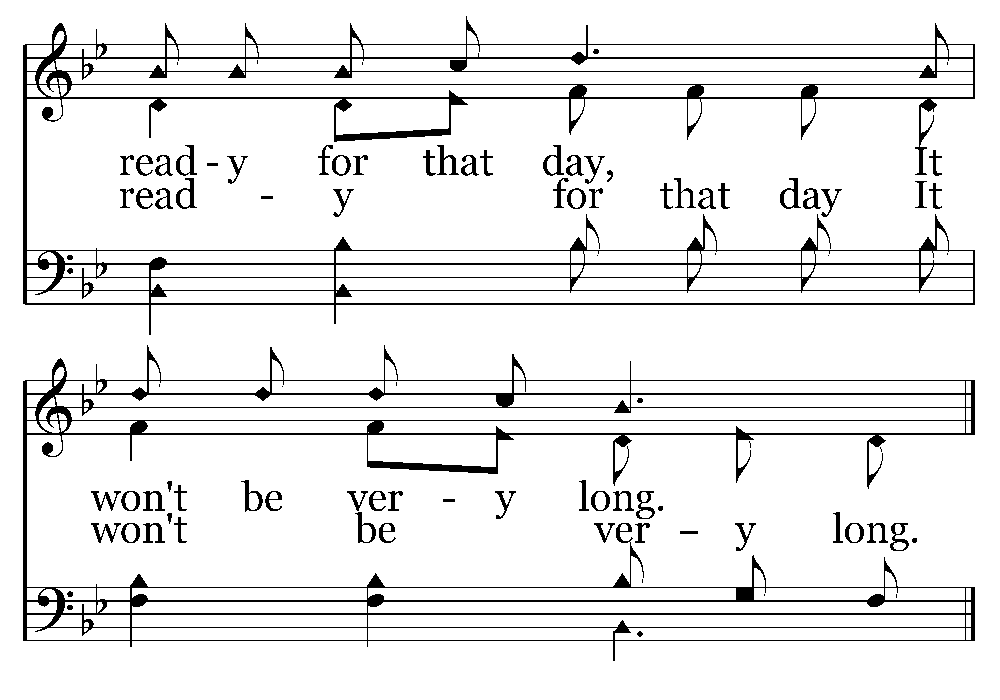 read - y for that day, It
read - y for that day It
won't be ver - y long.
won't be ver – y long.